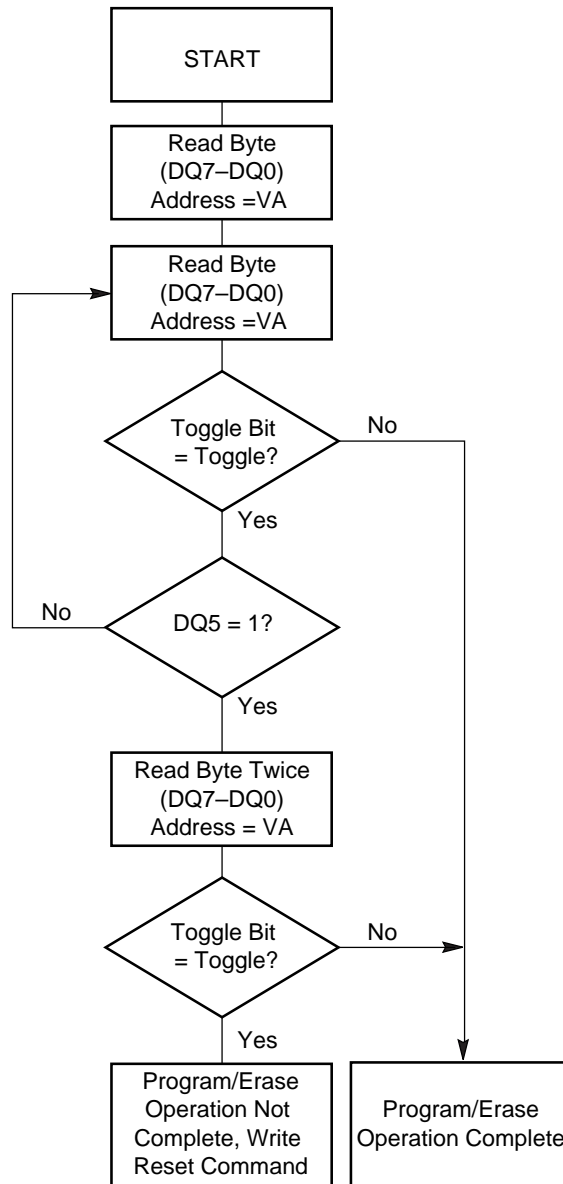 START
Read Byte
(DQ7–DQ0)
Address =VA
Read Byte
(DQ7–DQ0)
Address =VA
Toggle Bit
= Toggle?
No
Yes
DQ5 = 1?
No
Yes
Read Byte Twice
(DQ7–DQ0)
Address = VA
Toggle Bit
= Toggle?
No
Yes
Program/Erase
Operation Not
Complete, Write
Reset Command
Program/Erase
Operation Complete